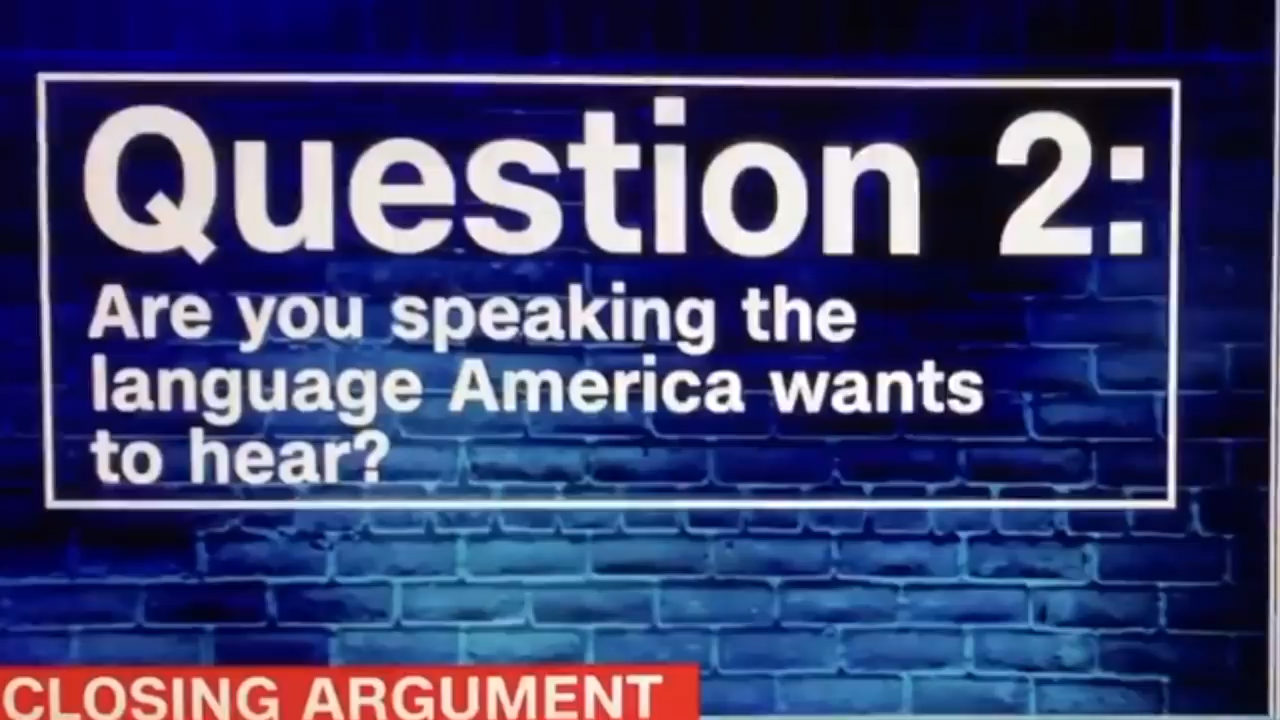 Question 2:
Are you speaking the
language America wants
to hear?
CLOSING ARGUMENT